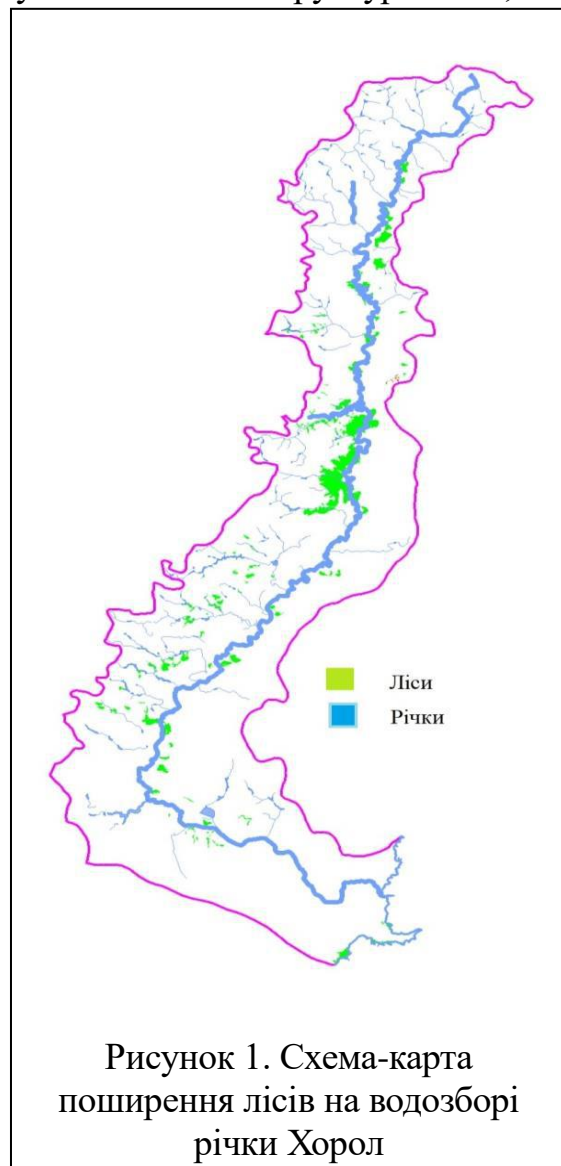 Ліси
Річки
Рисунок 1. Схема-карта
поширення лісів на водозборі
річки Хорол